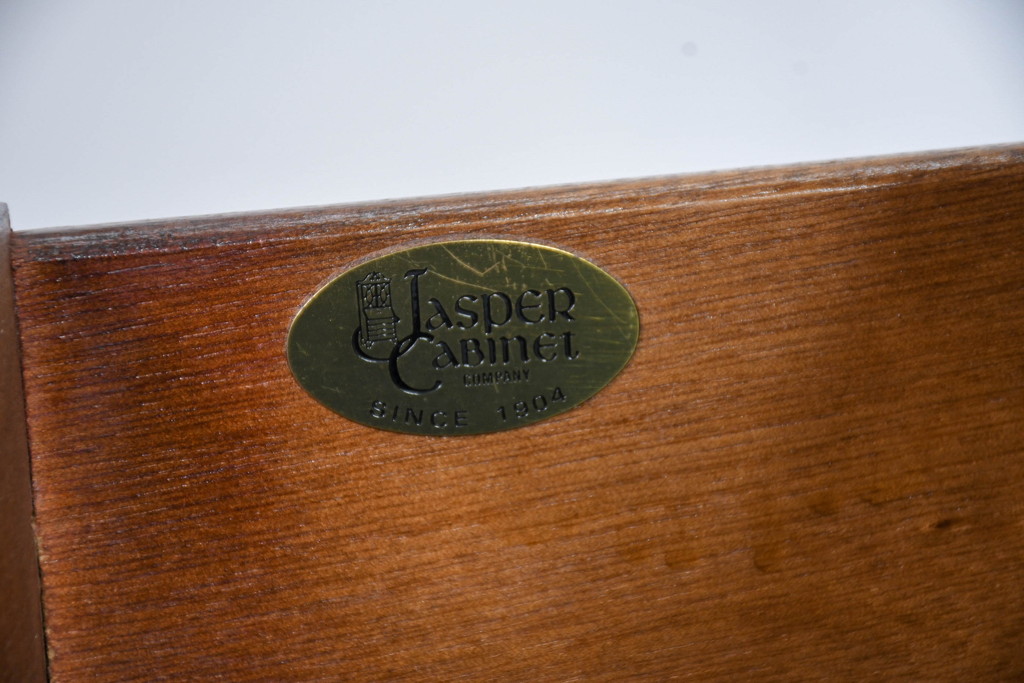 Jasper
Cabinet
COMPANY
SINCE 1904